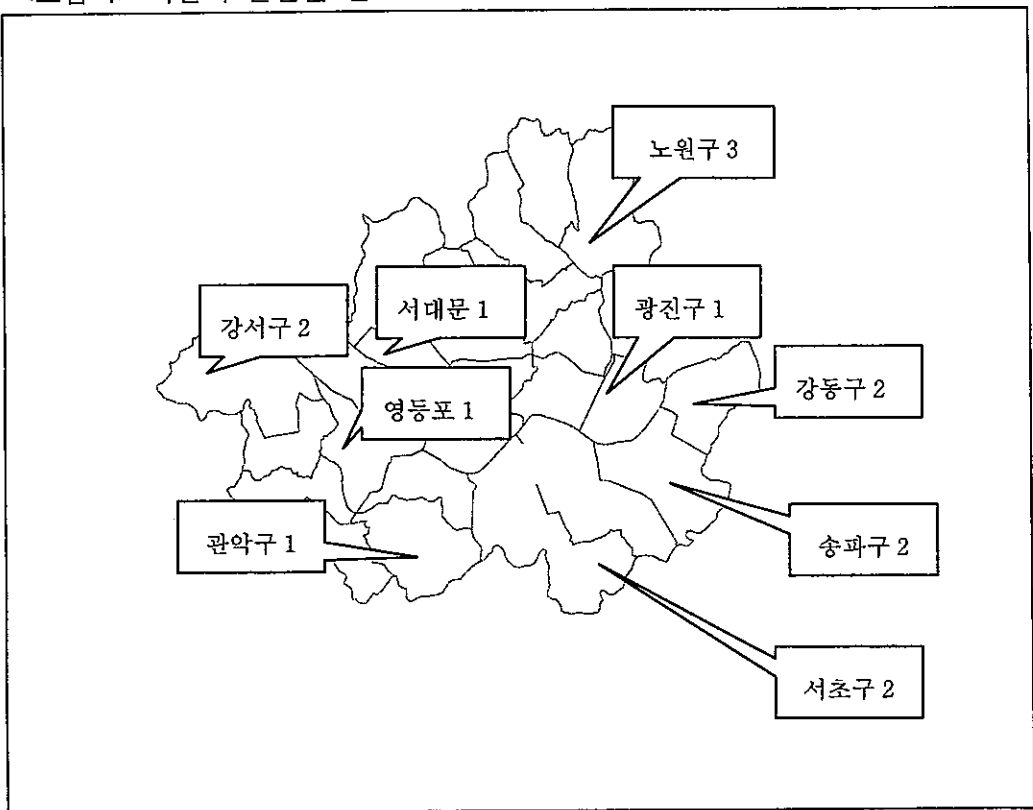 노원구 3
서대문 1
광진구 1
강서구 2
강동구 2
영등포 1
관악구 1
송파구 2
서초구 2